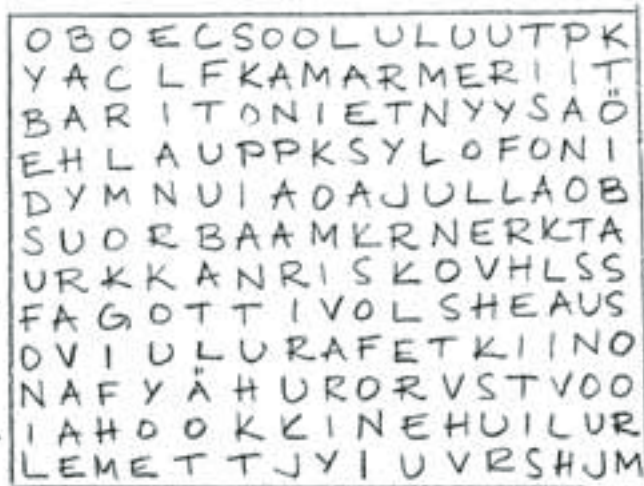 OBOECSOOLULUUTPK
YACLFKAMARMERIIT
BARITONIETNYYSAÖ
EHLAUPPKSYLOFONI
DYMNUIAOAJULLAOB
SUORBAAMKRNERKTA
URKKANRISKOVHLSS
FAGOTTIVOLSHEAUS
OVIULURAFETKIINO
NAFYÄHURORVSTVOO
IAHOOKKINEHUILUR
LEMETTJYIUVRSHJM